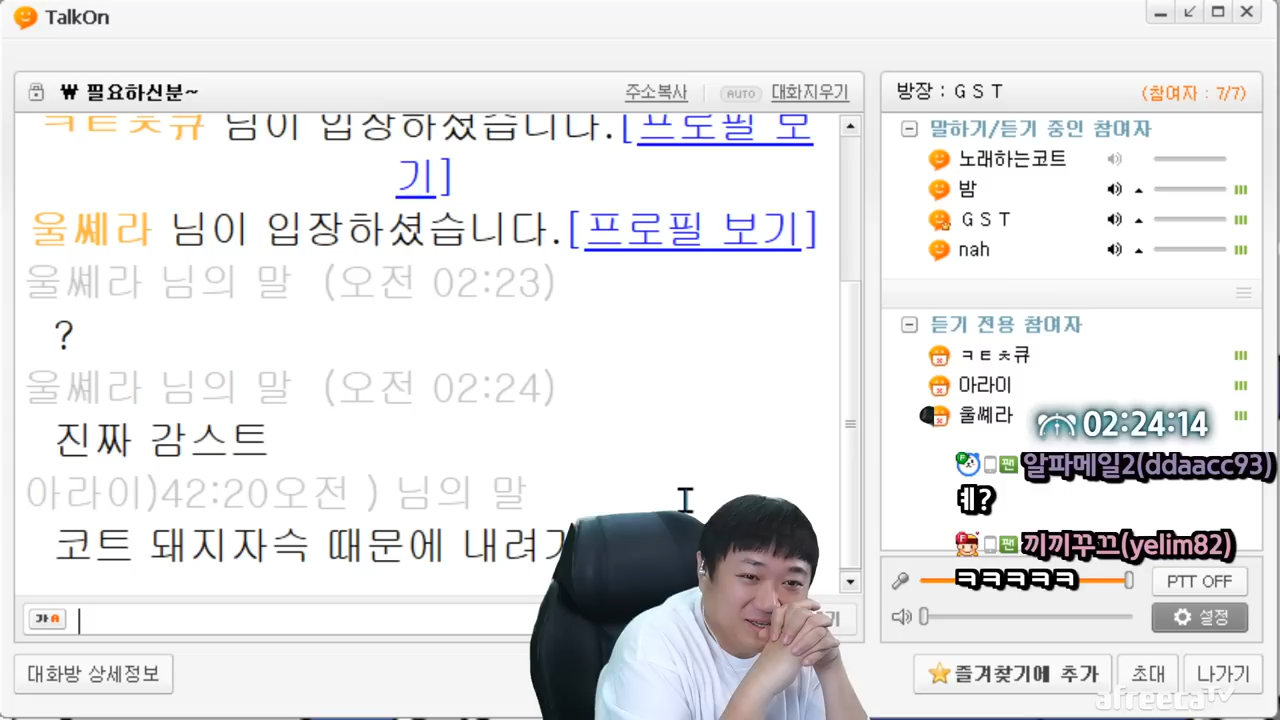 TalkOn
₩ 필요하신분~
주소복사
AUTO
대화지우기
ㅋㅌㅊ큐 님이 입장하셨습니다.[프로필 모
기]
울쎄라 님이 입장하셨습니다.[프로필 보기]
울쎄라 님의 말 (오전 02:23)
?
울쎄라 님의 말 (오전 02:24)
진짜 감스트
아라이)42:20오전 ) 님의 말
코트 돼지자슥 때문에
가A
대화방 상세정보
방장 : G S T
(참여자 : 7/7)
말하기/듣기 중인 참여자
노래하는코트
밤
G S T
nah
듣기 전용 참여자
ㅋㅌㅊ큐
아라이
울쎄라
02:24:14
팬 알파메일2(ddaacc93)
췌?
팬 끼끼꾸끄(yelim82)
ㅋㅋㅋㅋㅋ
PTT OFF
설정
즐겨찾기에 추가
초대
나가기
afreecaTV